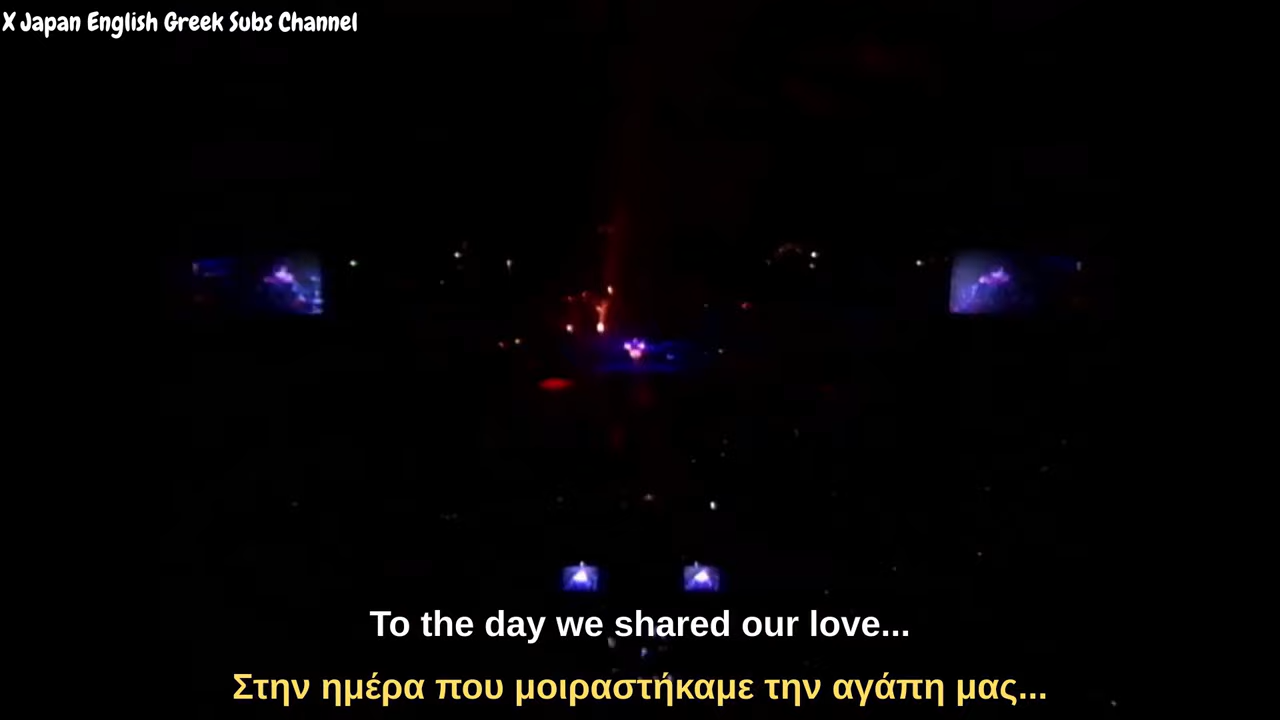 X Japan English Greek Subs Channel
To the day we shared our love...
Στην ημέρα που μοιραστήκαμε την αγάπη μας...